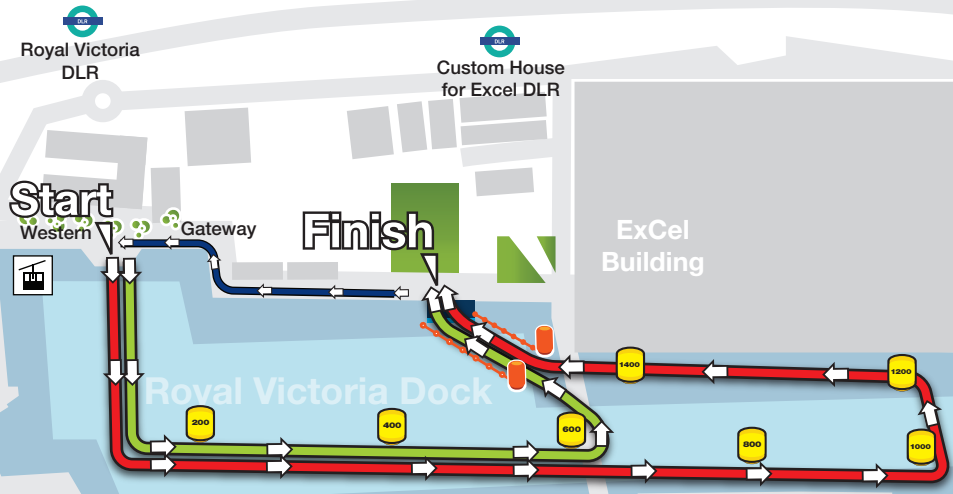 DLR
Royal Victoria
DLR
DLR
Custom House
for Excel DLR
Start
Western
Gateway
Finish
ExCel
Building
Royal Victoria Dock
200
400
600
800
1000
1200
1400